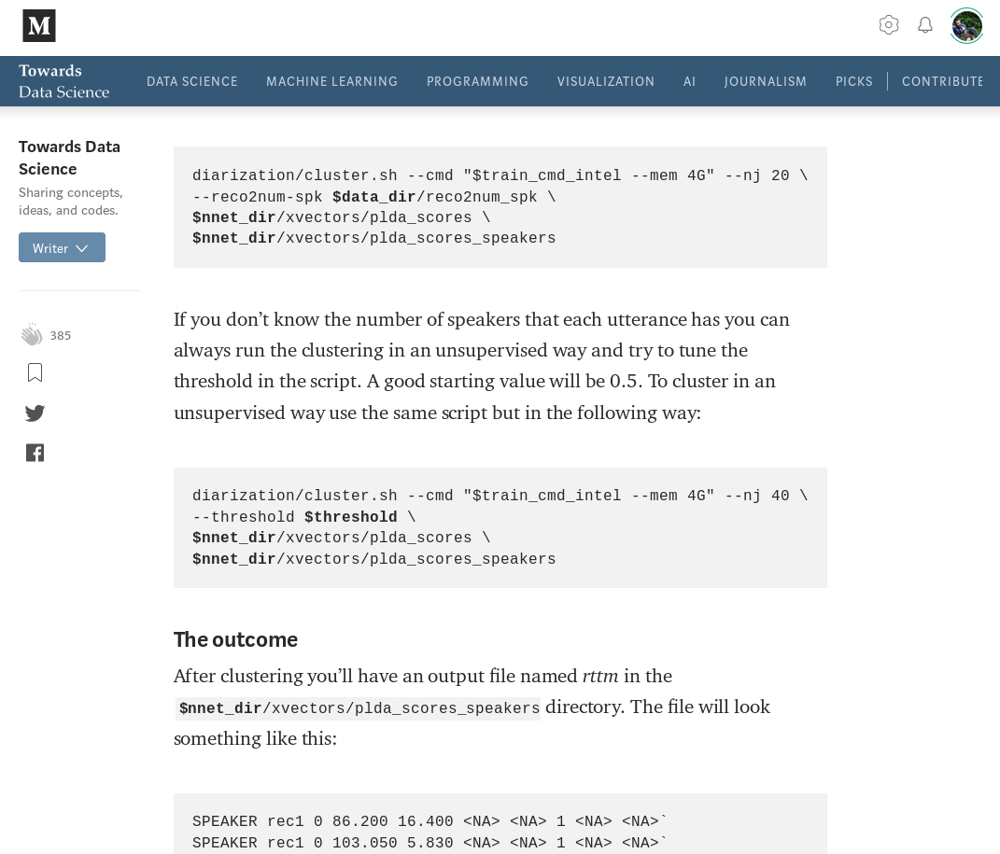 M
Towards
Data Science
DATA SCIENCE MACHINE LEARNING PROGRAMMING VISUALIZATION AI JOURNALISM PICKS CONTRIBUTE
Towards Data
Science
Sharing concepts,
ideas, and codes.
Writer
385
diarization/cluster.sh --cmd "$train_cmd_intel --mem 4G" --nj 20 \
--reco2num-spk $data_dir/reco2num_spk \
$nnet_dir/xvectors/plda_scores \
$nnet_dir/xvectors/plda_scores_speakers
If you don’t know the number of speakers that each utterance has you can
always run the clustering in an unsupervised way and try to tune the
threshold in the script. A good starting value will be 0.5. To cluster in an
unsupervised way use the same script but in the following way:
diarization/cluster.sh --cmd "$train_cmd_intel --mem 4G" --nj 40 \
--threshold $threshold \
$nnet_dir/xvectors/plda_scores \
$nnet_dir/xvectors/plda_scores_speakers
The outcome
After clustering you’ll have an output file named rttm in the
$nnet_dir/xvectors/plda_scores_speakers directory. The file will look
something like this:
SPEAKER rec1 0 86.200 16.400 <NA> <NA> 1 <NA> <NA>`
SPEAKER rec1 0 103.050 5.830 <NA> <NA> 1 <NA> <NA>`